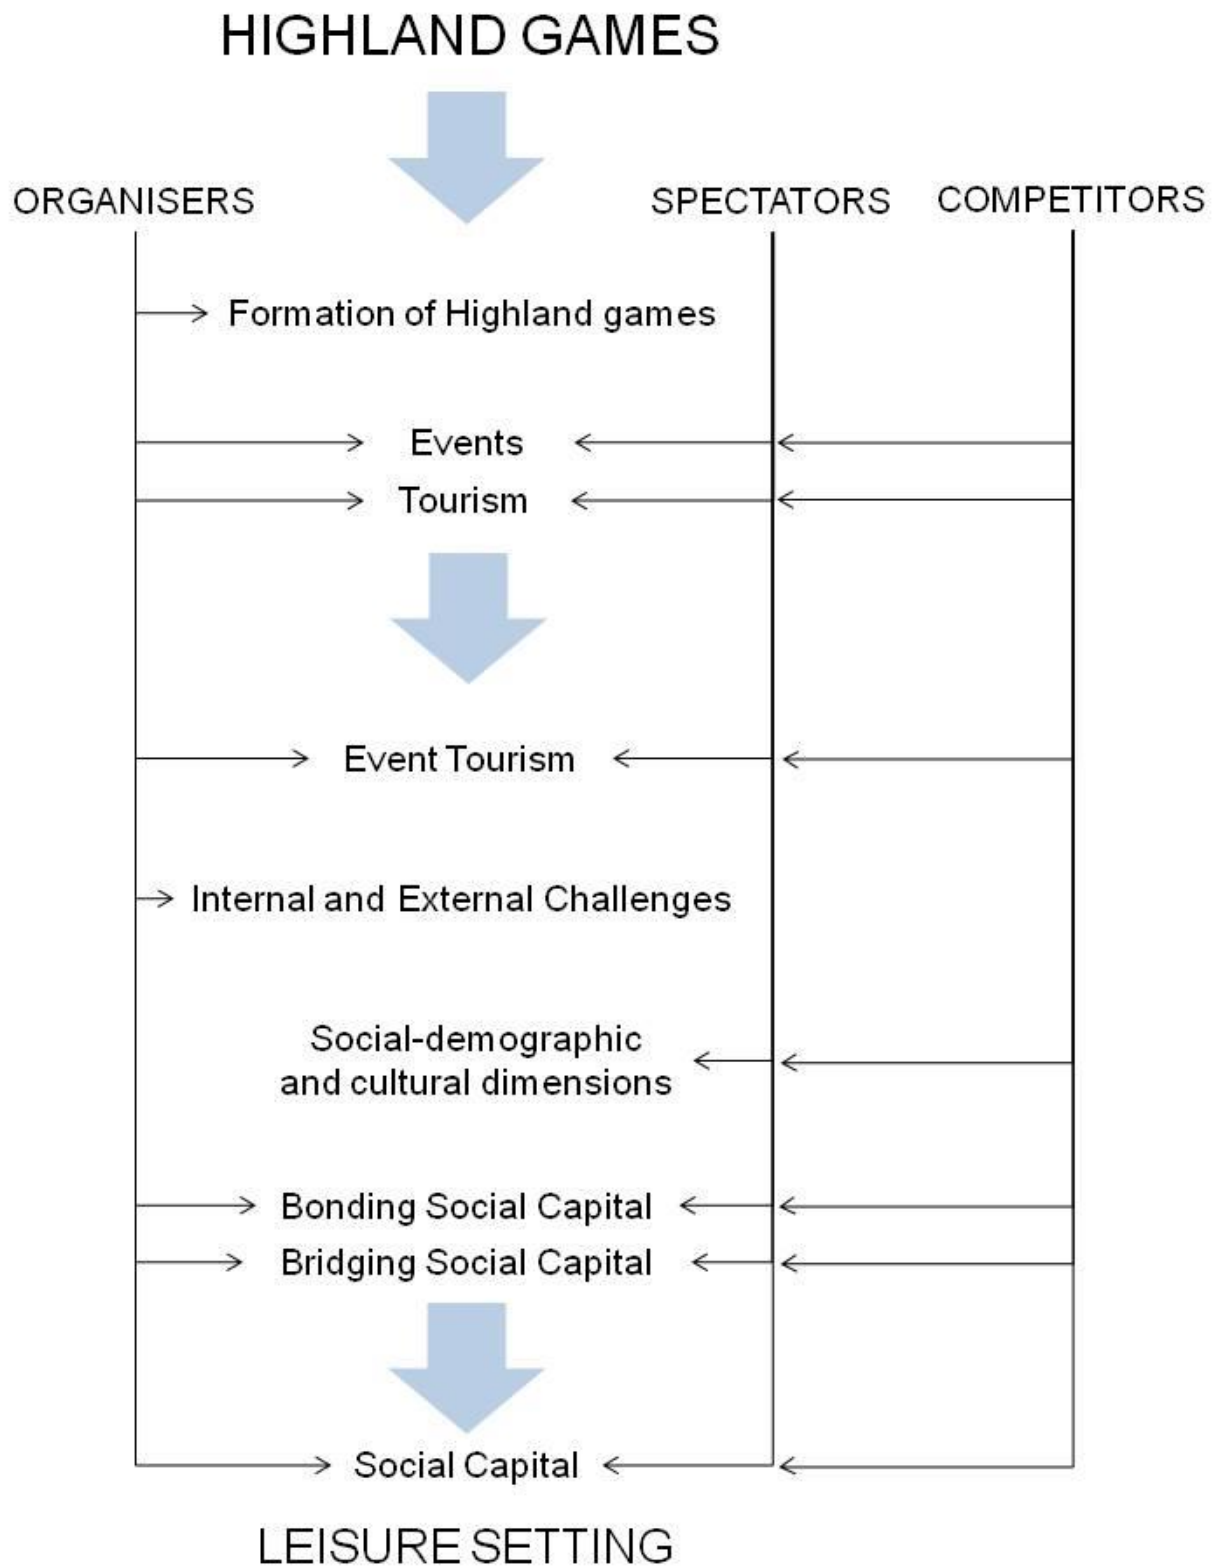 HIGHLAND GAMES
ORGANISERS
SPECTATORS
COMPETITORS
Formation of Highland games
Events
Tourism
Event Tourism
Internal and External Challenges
Social-demographic
and cultural dimensions
Bonding Social Capital
Bridging Social Capital
Social Capital
LEISURE SETTING